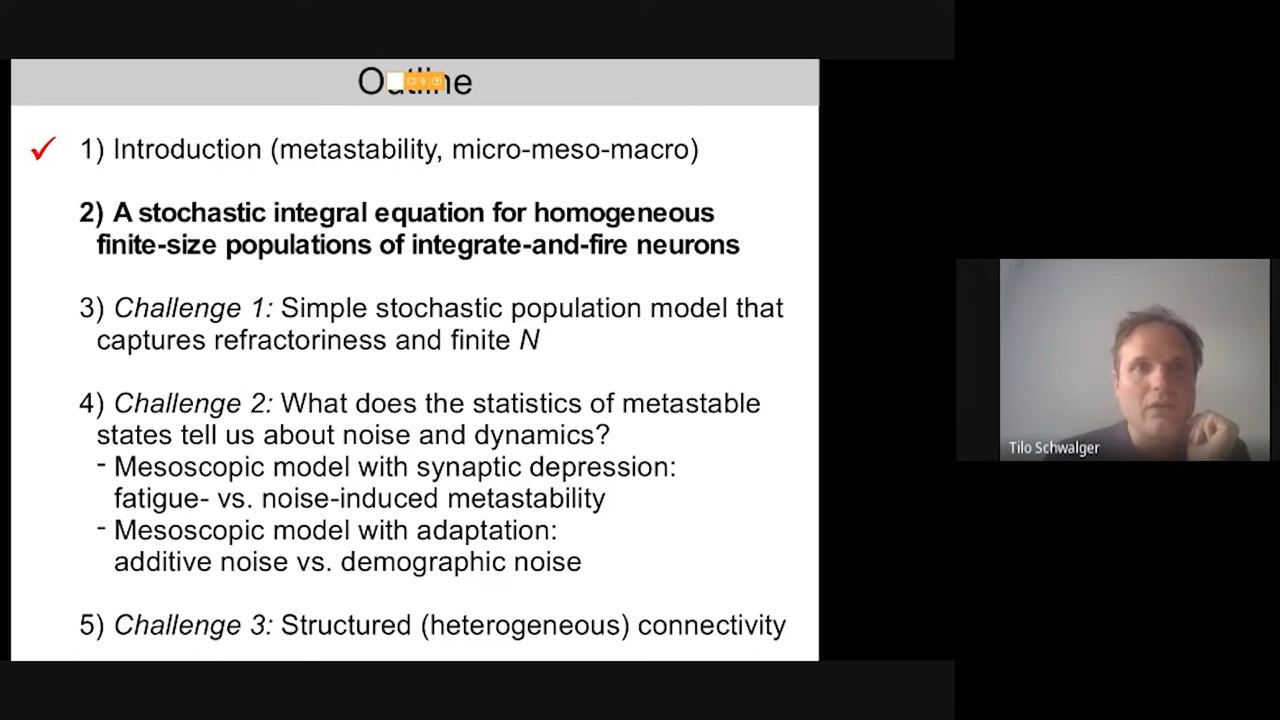 Outline
✓ 1) Introduction (metastability, micro-meso-macro)
2) A stochastic integral equation for homogeneous
finite-size populations of integrate-and-fire neurons
3) Challenge 1: Simple stochastic population model that
captures refractoriness and finite N
4) Challenge 2: What does the statistics of metastable
states tell us about noise and dynamics?
- Mesoscopic model with synaptic depression:
fatigue- vs. noise-induced metastability
- Mesoscopic model with adaptation:
additive noise vs. demographic noise
5) Challenge 3: Structured (heterogeneous) connectivity
Tilo Schwalger